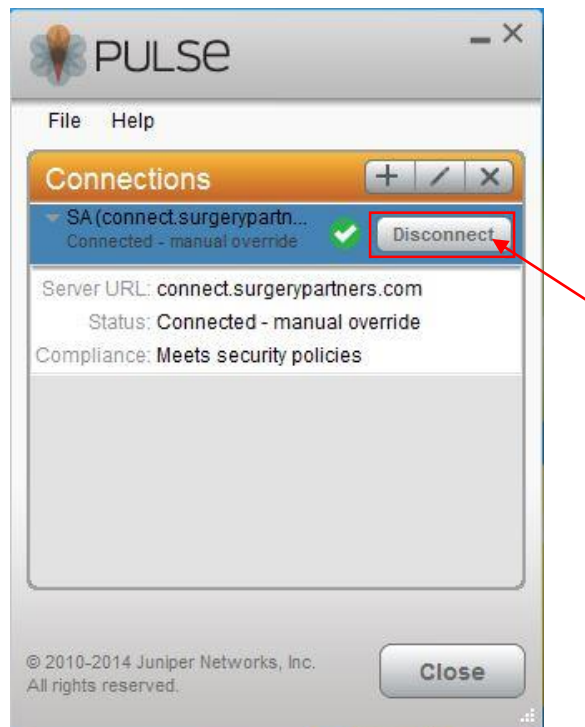 PULSE
File Help
Connections
SA (connect.surgerypartn...
Connected - manual override
Disconnect
Server URL: connect.surgerypartners.com
Status: Connected - manual override
Compliance: Meets security policies
© 2010-2014 Juniper Networks, Inc.
All rights reserved.
Close